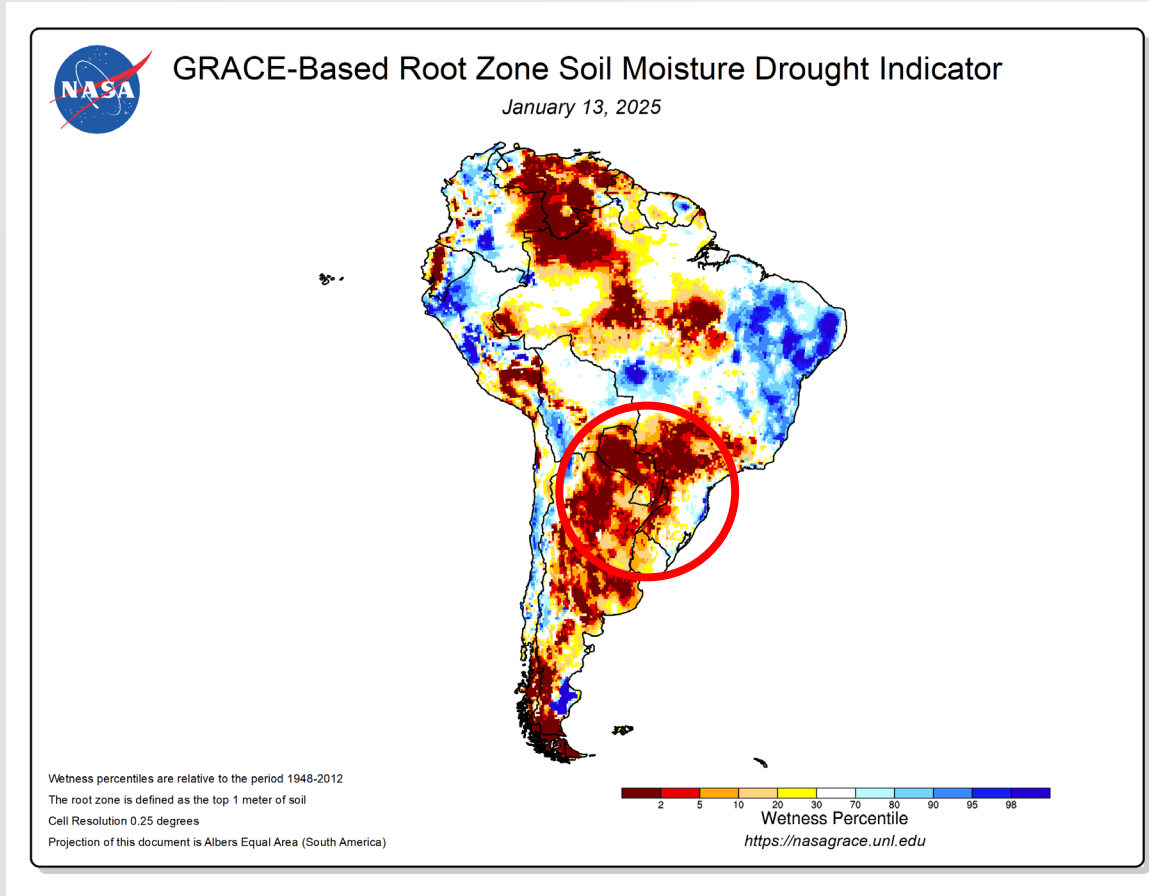 NASA
GRACE-Based Root Zone Soil Moisture Drought Indicator
January 13, 2025
Wetness percentiles are relative to the period 1948-2012
The root zone is defined as the top 1 meter of soil
Cell Resolution 0.25 degrees
Projection of this document is Albers Equal Area (South America)
2 5 10 20 30 70 80 90 95 98
Wetness Percentile
https://nasagrace.unl.edu